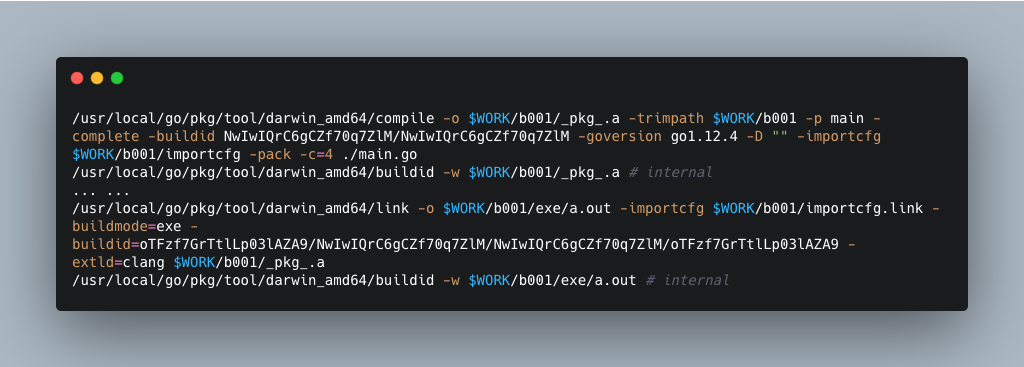 /usr/local/go/pkg/tool/darwin_amd64/compile -o $WORK/b001/_pkg_.a -trimpath $WORK/b001 -p main -
complete -buildid NwIwIQrC6gCZf70q7ZlM/NwIwIQrC6gCZf70q7ZlM -goversion go1.12.4 -D "" -importcfg
$WORK/b001/importcfg -pack -c=4 ./main.go
/usr/local/go/pkg/tool/darwin_amd64/buildid -w $WORK/b001/_pkg_.a # internal
... ...
/usr/local/go/pkg/tool/darwin_amd64/link -o $WORK/b001/exe/a.out -importcfg $WORK/b001/importcfg.link -
buildmode=exe -
buildid=oTFzf7GrTtlLp03lAZA9/NwIwIQrC6gCZf70q7ZlM/NwIwIQrC6gCZf70q7ZlM/oTFzf7GrTtlLp03lAZA9 -
extld=clang $WORK/b001/_pkg_.a
/usr/local/go/pkg/tool/darwin_amd64/buildid -w $WORK/b001/exe/a.out # internal